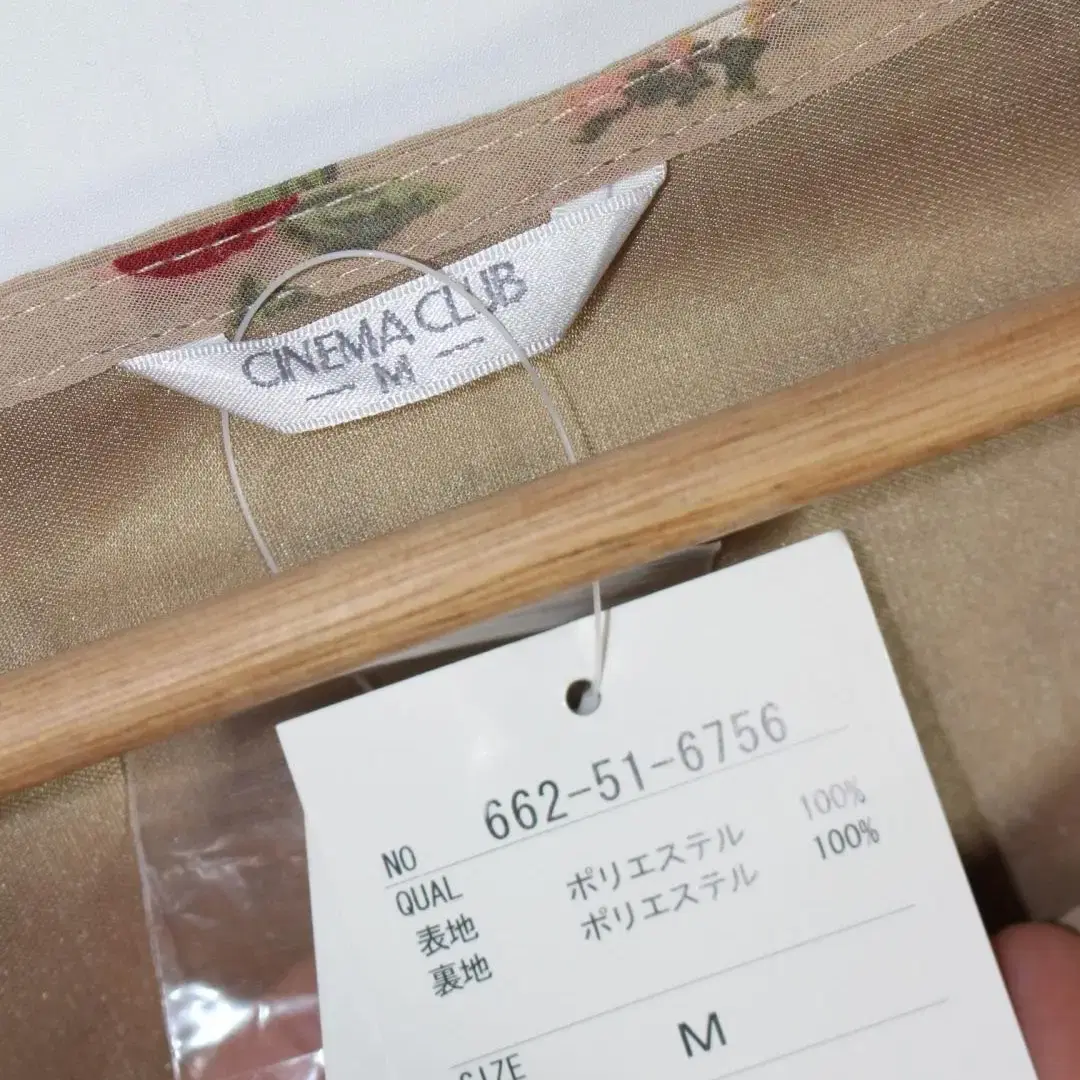 CINEMA CLUB
— M —
NO 662-51-6756
QUAL
表地 ポリエステル 100%
裏地 ポリエステル 100%
SIZE M